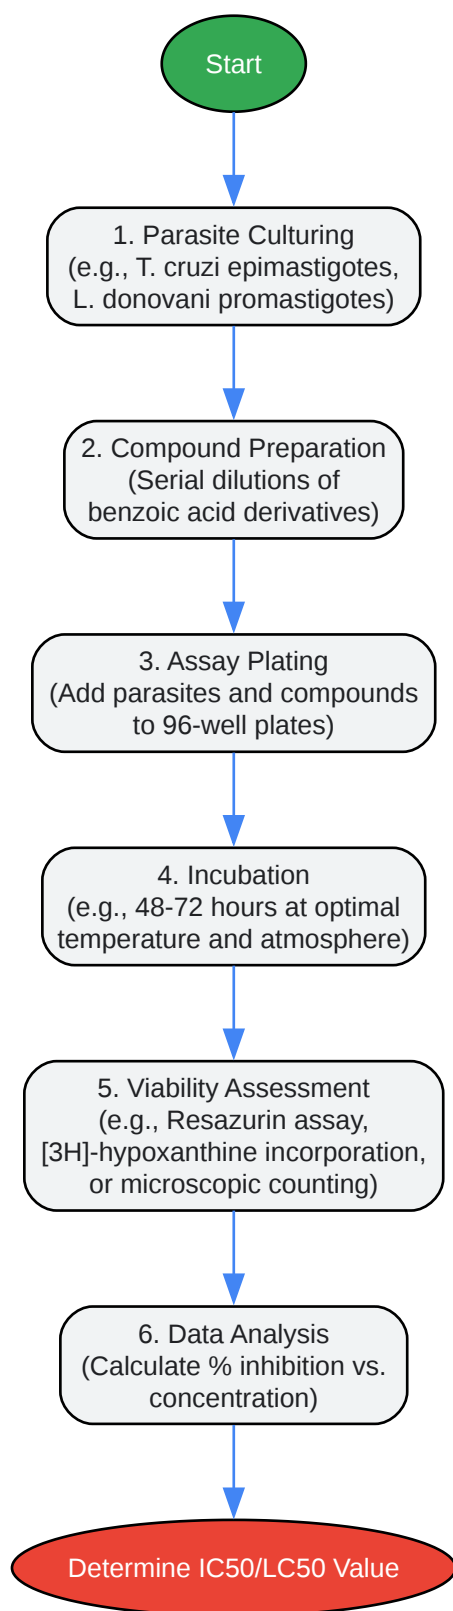 Start
1. Parasite Culturing
(e.g., T. cruzi epimastigotes,
L. donovani promastigotes)
2. Compound Preparation
(Serial dilutions of
benzoic acid derivatives)
3. Assay Plating
(Add parasites and compounds
to 96-well plates)
4. Incubation
(e.g., 48-72 hours at optimal
temperature and atmosphere)
5. Viability Assessment
(e.g., Resazurin assay,
[3H]-hypoxanthine incorporation,
or microscopic counting)
6. Data Analysis
(Calculate % inhibition vs.
concentration)
Determine IC50/LC50 Value